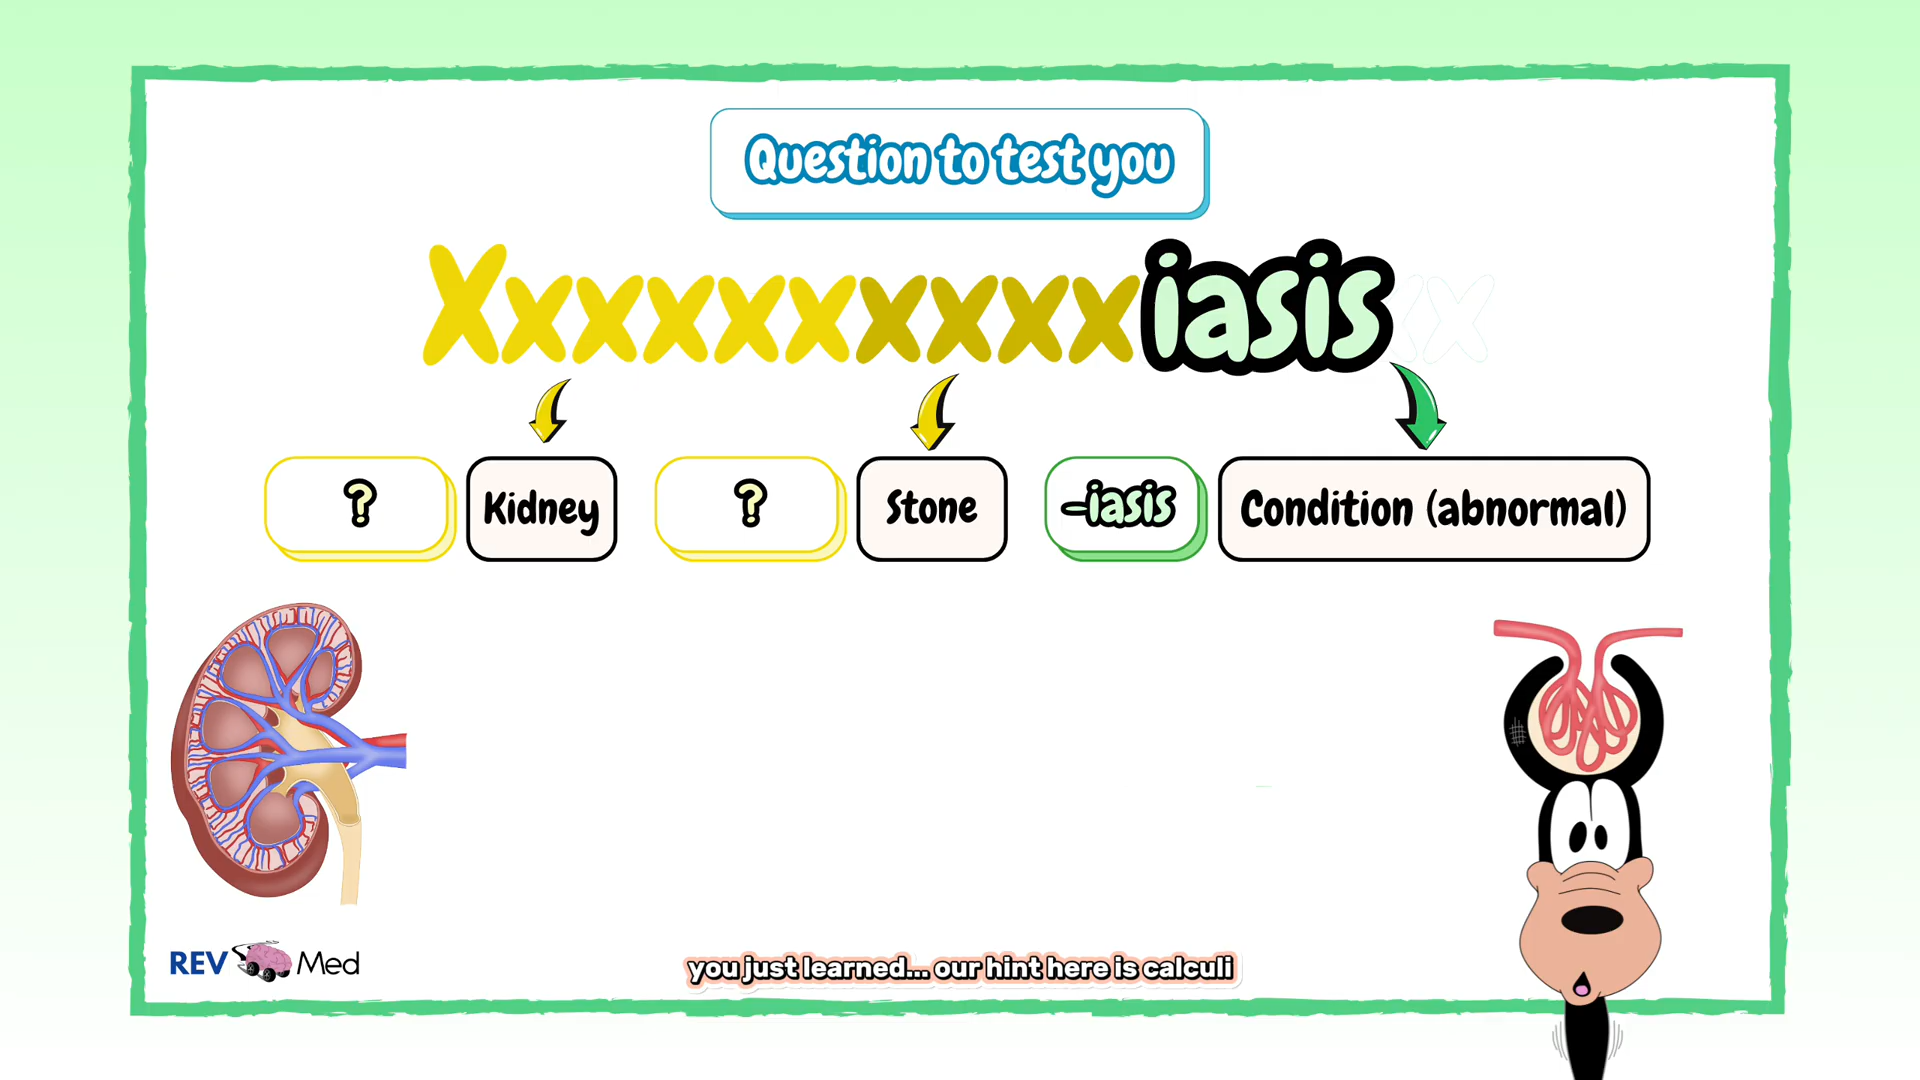 Question to test you
Xxxxxxxxxxiasis
? Kidney ? Stone -iasis Condition (abnormal)
REV Med
you just learned... our hint here is calculi